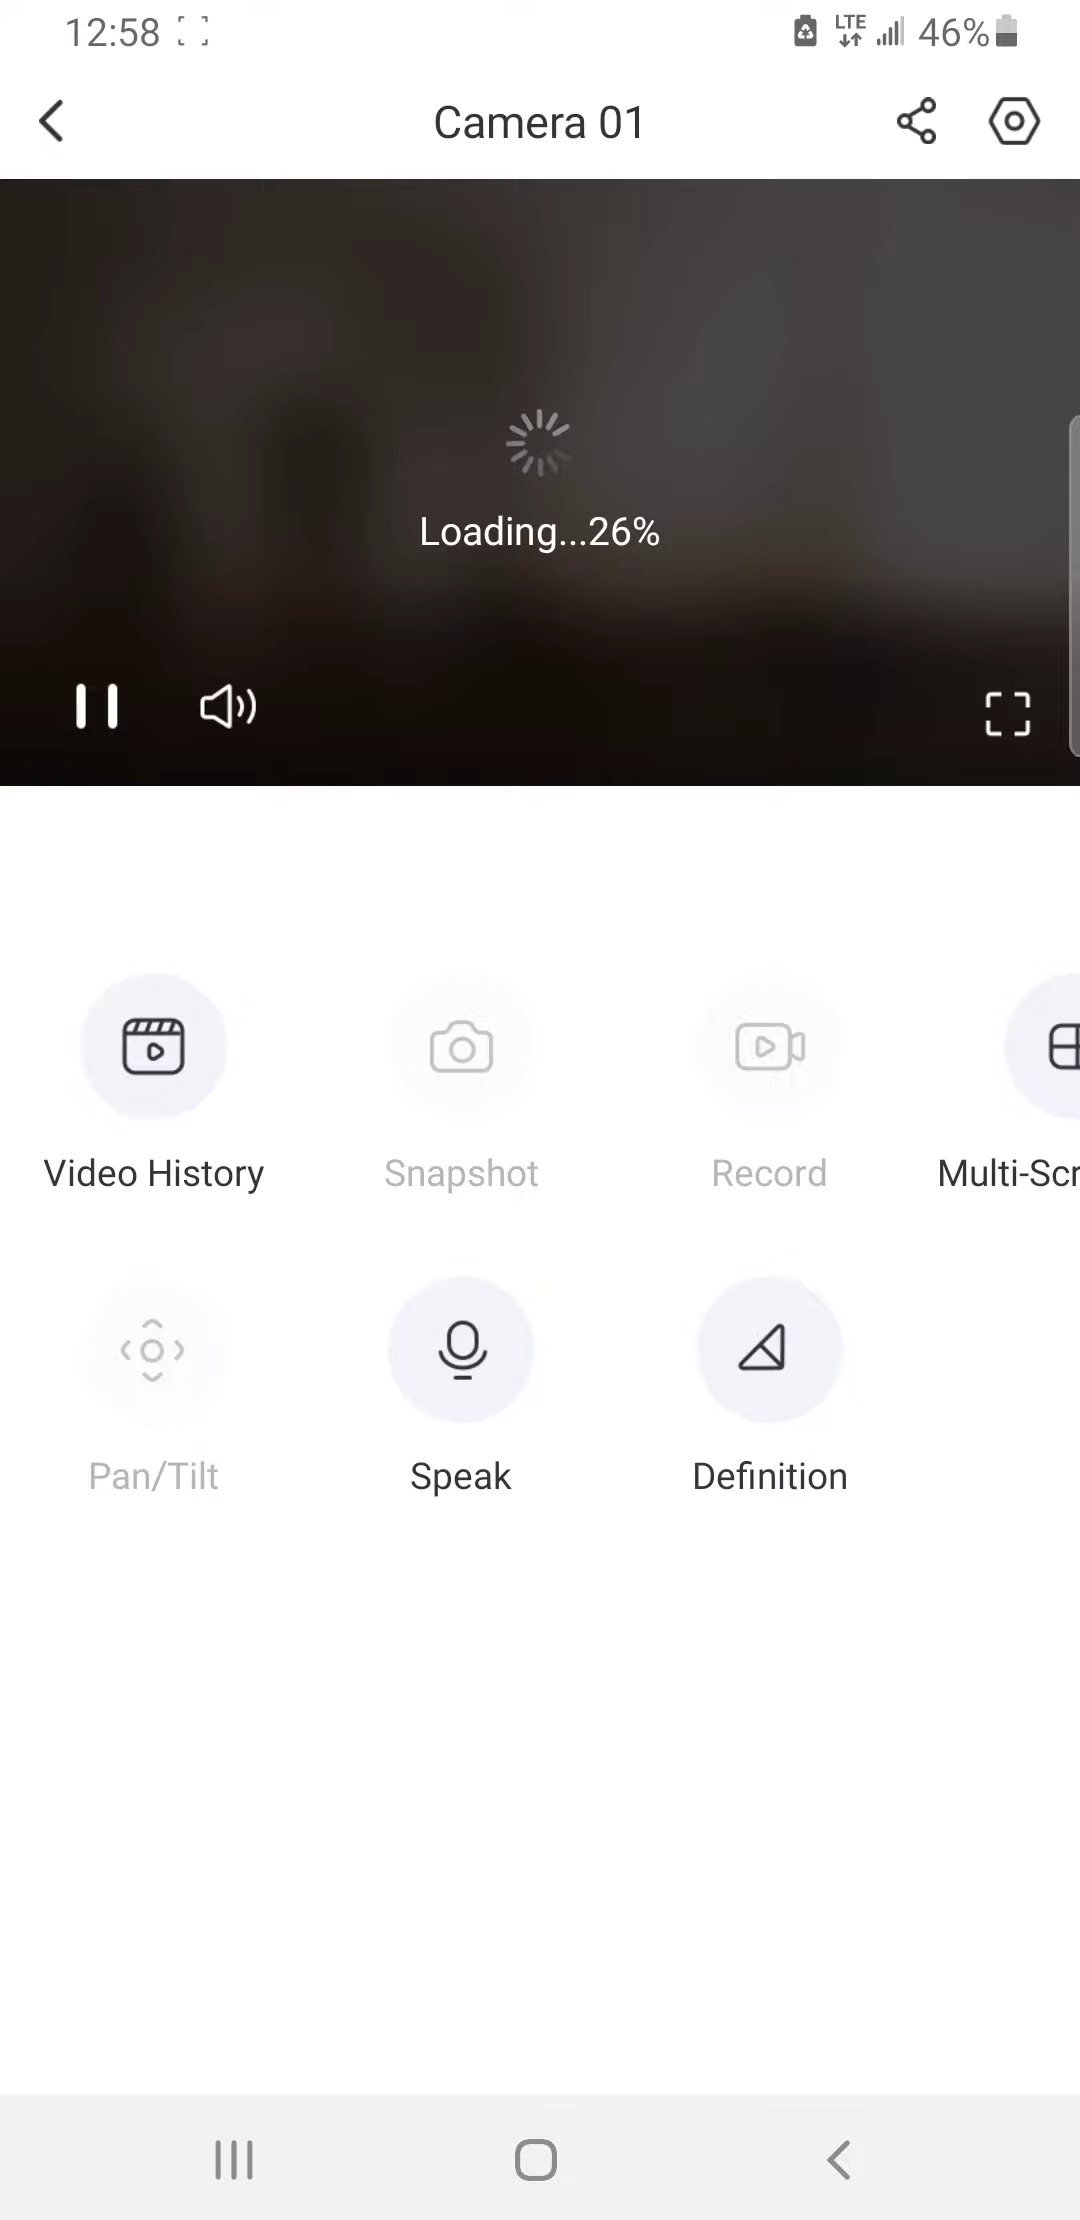 12:58 LTE 46%
Camera 01
Loading...26%
Video History Snapshot Record Multi-Scr
Pan/Tilt Speak Definition